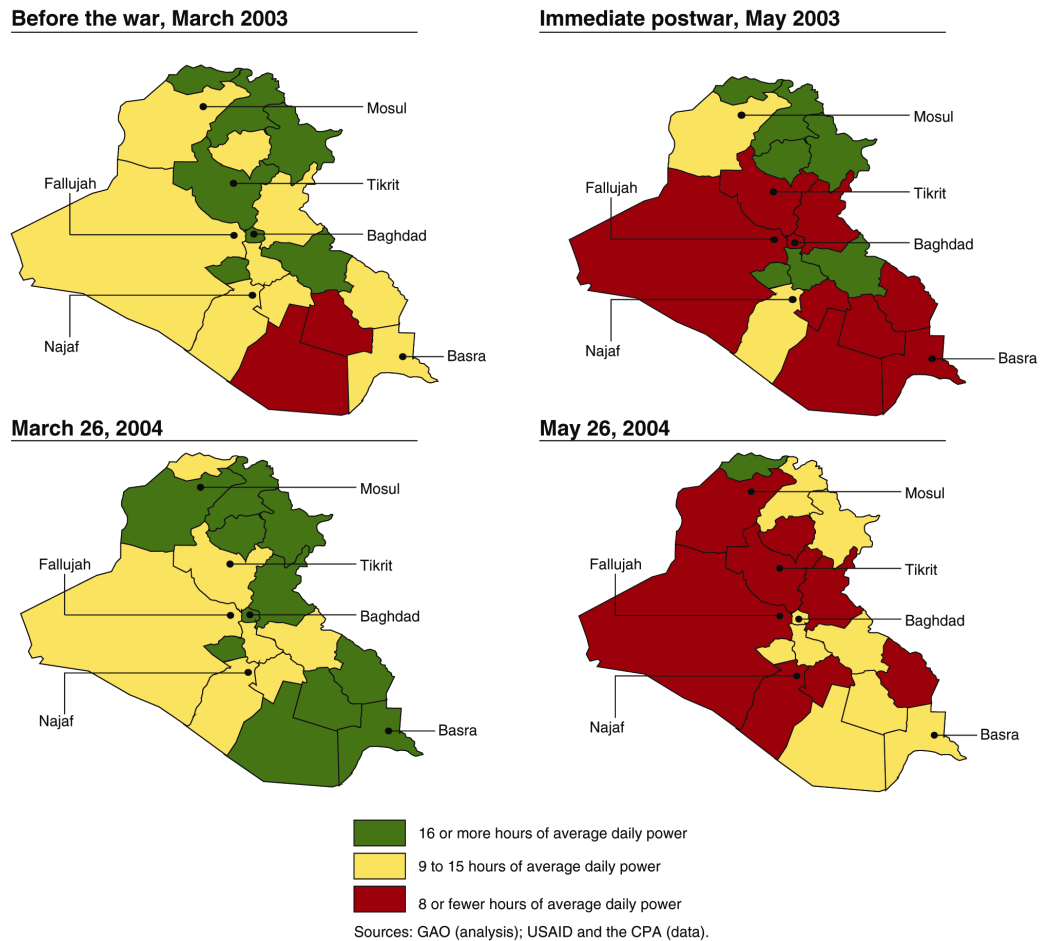 Before the war, March 2003
Immediate postwar, May 2003
Mosul
Fallujah
Tikrit
Baghdad
Najaf
Basra
Mosul
Fallujah
Tikrit
Baghdad
Najaf
Basra
March 26, 2004
May 26, 2004
Mosul
Fallujah
Tikrit
Baghdad
Najaf
Basra
Mosul
Fallujah
Tikrit
Baghdad
Najaf
Basra
16 or more hours of average daily power
9 to 15 hours of average daily power
8 or fewer hours of average daily power
Sources: GAO (analysis); USAID and the CPA (data).